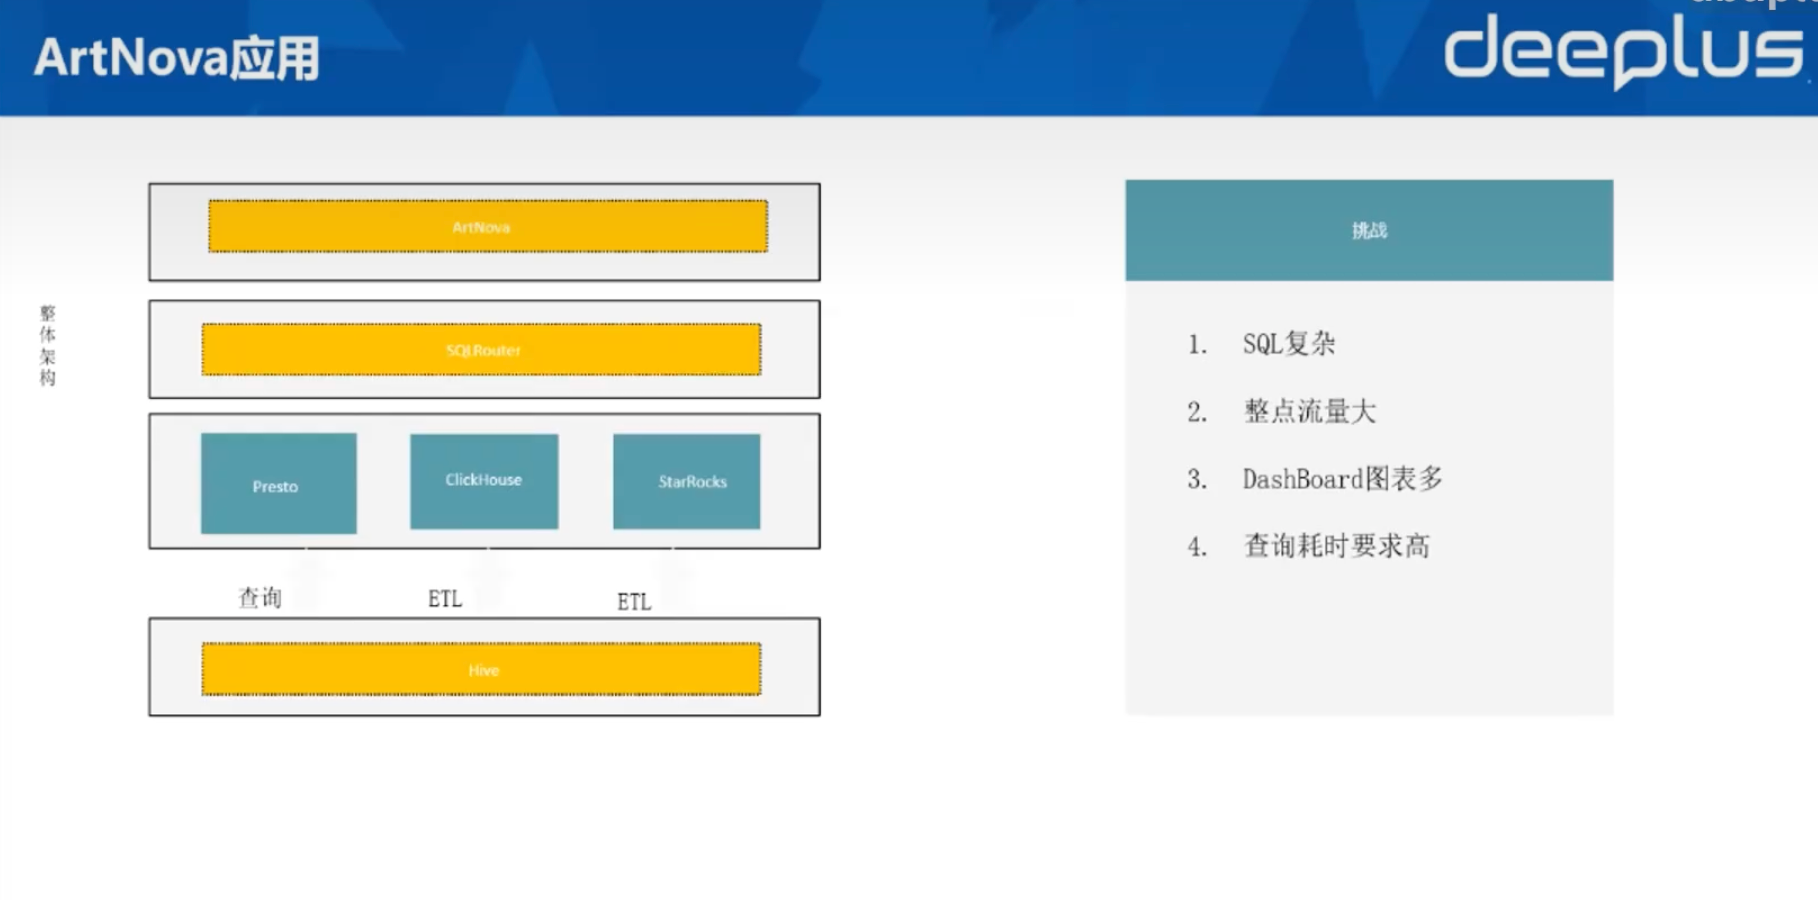 ArtNova应用
deeplus
整体架构
ArtNova
SQLRouter
Presto
ClickHouse
StarRocks
查询
ETL
ETL
Hive
挑战
1. SQL复杂
2. 整点流量大
3. DashBoard图表多
4. 查询耗时要求高